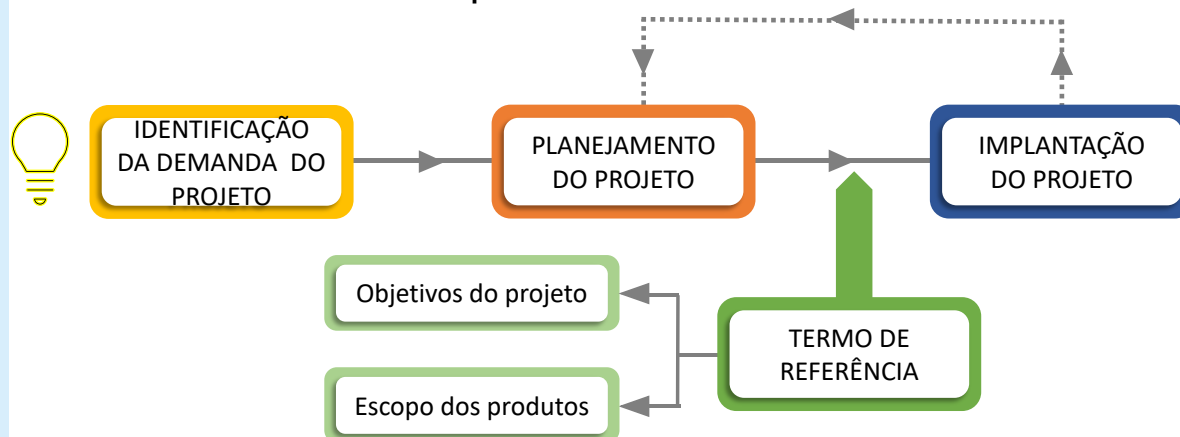 IDENTIFICAÇÃO
DA DEMANDA DO
PROJETO
PLANEJAMENTO
DO PROJETO
IMPLANTAÇÃO
DO PROJETO
Objetivos do projeto
TERMO DE
REFERÊNCIA
Escopo dos produtos